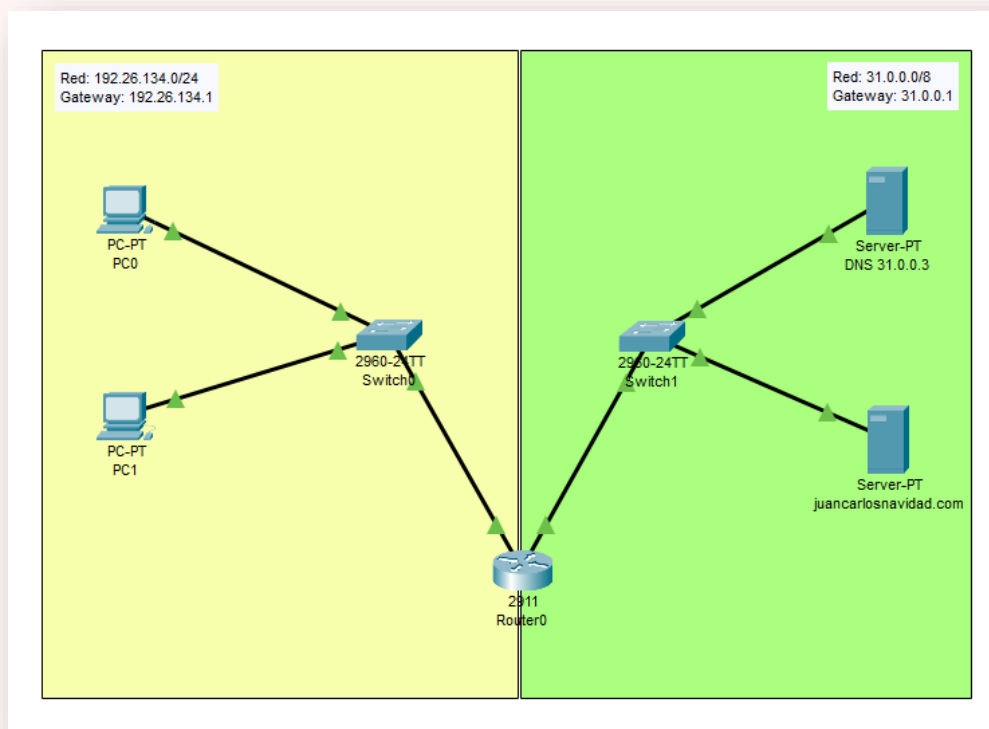 Red: 192.26.134.0/24
Gateway: 192.26.134.1
Red: 31.0.0.0/8
Gateway: 31.0.0.1
PC-PT
PC0
Server-PT
DNS 31.0.0.3
2960-24TT
Switch0
2960-24TT
Switch1
PC-PT
PC1
Server-PT
juancarlosnavidad.com
2911
Router0